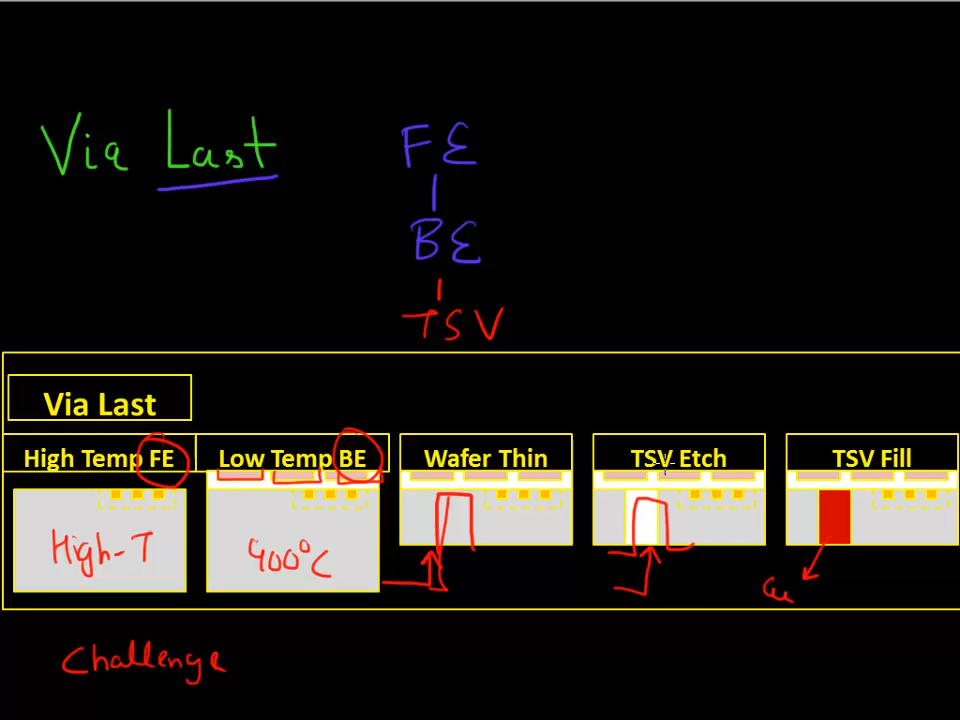 Via Last
FE
BE
TSV
Via Last
High Temp FE
Low Temp BE
Wafer Thin
TSV Etch
TSV Fill
High-T
400°C
Cu
Challenge